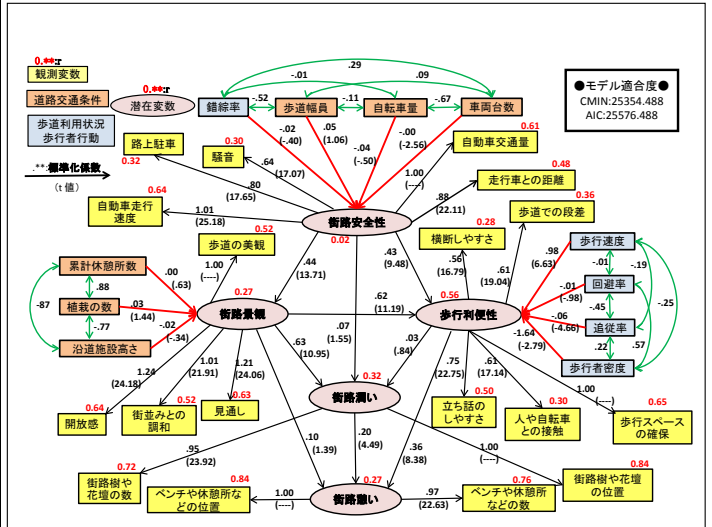 0.**:r
観測変数
道路交通条件
歩道利用状況
歩行者行動
.**:標準化係数
(t 値)
0.**:r
潜在変数
.29
-.01
.09
錯綜率
-.52
歩道幅員
-.11
自転車量
-.67
車両台数
●モデル適合度●
CMIN:25354.488
AIC:25576.488
-.02
(-.40)
.05
(1.06)
-.04
(-.50)
-.00
(-2.56)
路上駐車
0.32
0.30
騒音
.64
(17.07)
.80
(17.65)
0.61
自動車交通量
1.00
(----)
0.48
走行車との距離
.88
(22.11)
0.64
自動車走行
速度
1.01
(25.18)
街路安全性
0.02
0.52
歩道の美観
1.00
(----)
.44
(13.71)
.43
(9.48)
0.28
横断しやすさ
.56
(16.79)
0.36
歩道での段差
.61
(19.04)
累計休憩所数
.88
植栽の数
-.77
沿道施設高さ
-.87
.00
(.63)
.03
(1.44)
-.02
(-.34)
0.27
街路景観
.62
(11.19)
0.56
歩行利便性
.98
(6.63)
-.01
(-.98)
-.06
(-4.66)
-1.64
(-2.79)
歩行速度
-.01
回避率
-.45
追従率
.22
歩行者密度
-.19
-.25
.57
.07
(1.55)
.63
(10.95)
.03
(.84)
1.24
(24.18)
1.01
(21.91)
1.21
(24.06)
0.64
開放感
0.52
街並みとの
調和
0.63
見通し
0.32
街路潤い
.75
(22.75)
.61
(17.14)
1.00
(----)
0.50
立ち話の
しやすさ
0.30
人や自転車
との接触
0.65
歩行スペース
の確保
.95
(23.92)
.10
(1.39)
.20
(4.49)
.36
(8.38)
1.00
(----)
0.72
街路樹や
花壇の数
0.84
ベンチや休憩所な
どの位置
1.00
(----)
0.27
街路憩い
.97
(22.63)
0.76
ベンチや休憩所
などの数
0.84
街路樹や花壇
の位置